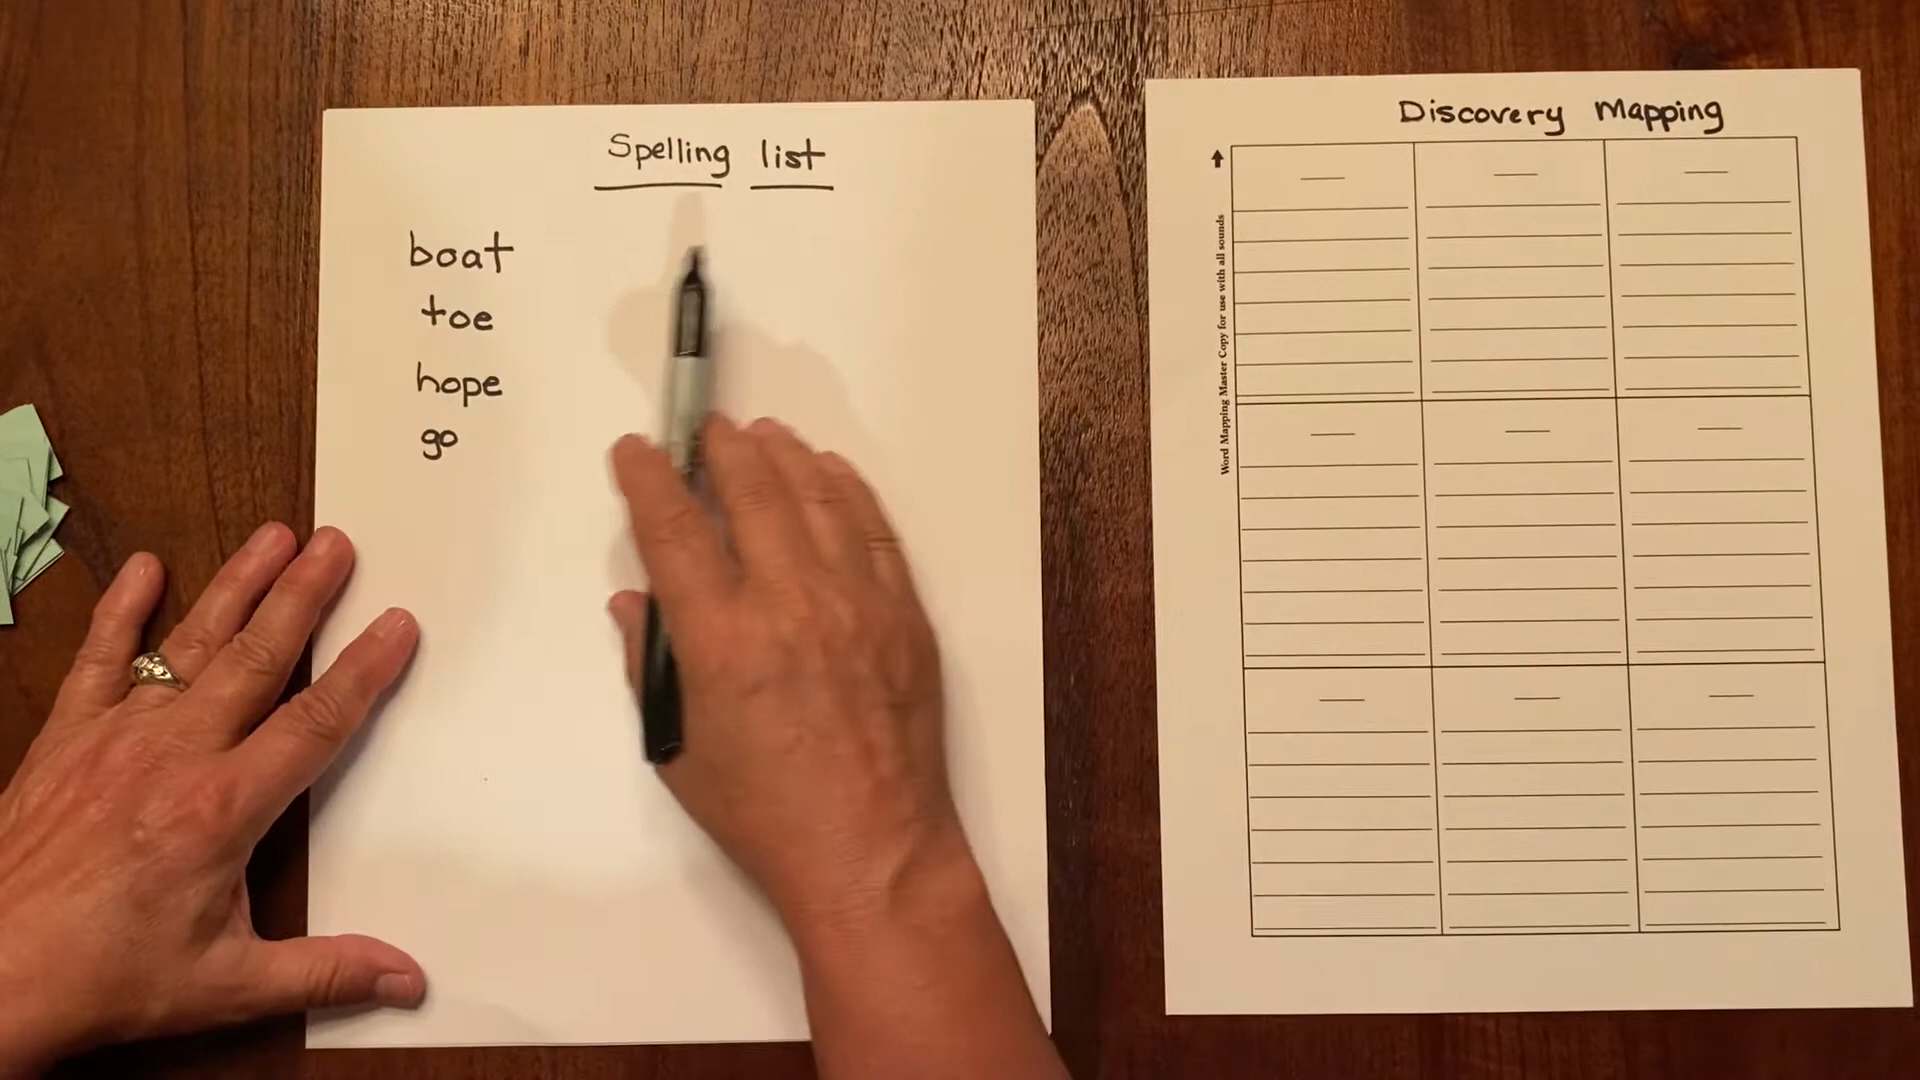 Spelling list
boat
toe
hope
go
Discovery Mapping
Word Mapping Master Copy for use with all sounds